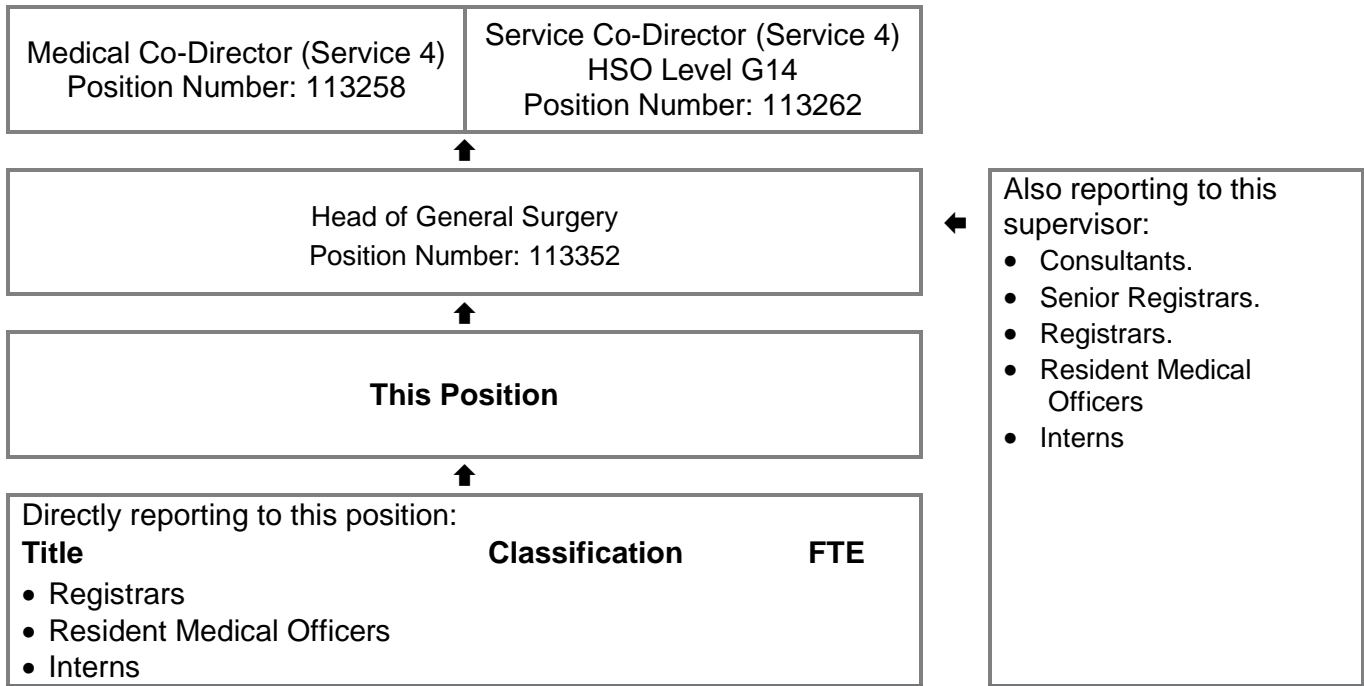 Medical Co-Director (Service 4)
Position Number: 113258
Service Co-Director (Service 4)
HSO Level G14
Position Number: 113262
Head of General Surgery
Position Number: 113352
Also reporting to this
supervisor:
• Consultants.
• Senior Registrars.
• Registrars.
• Resident Medical
Officers
• Interns
This Position
Directly reporting to this position:
Title Classification FTE
• Registrars
• Resident Medical Officers
• Interns